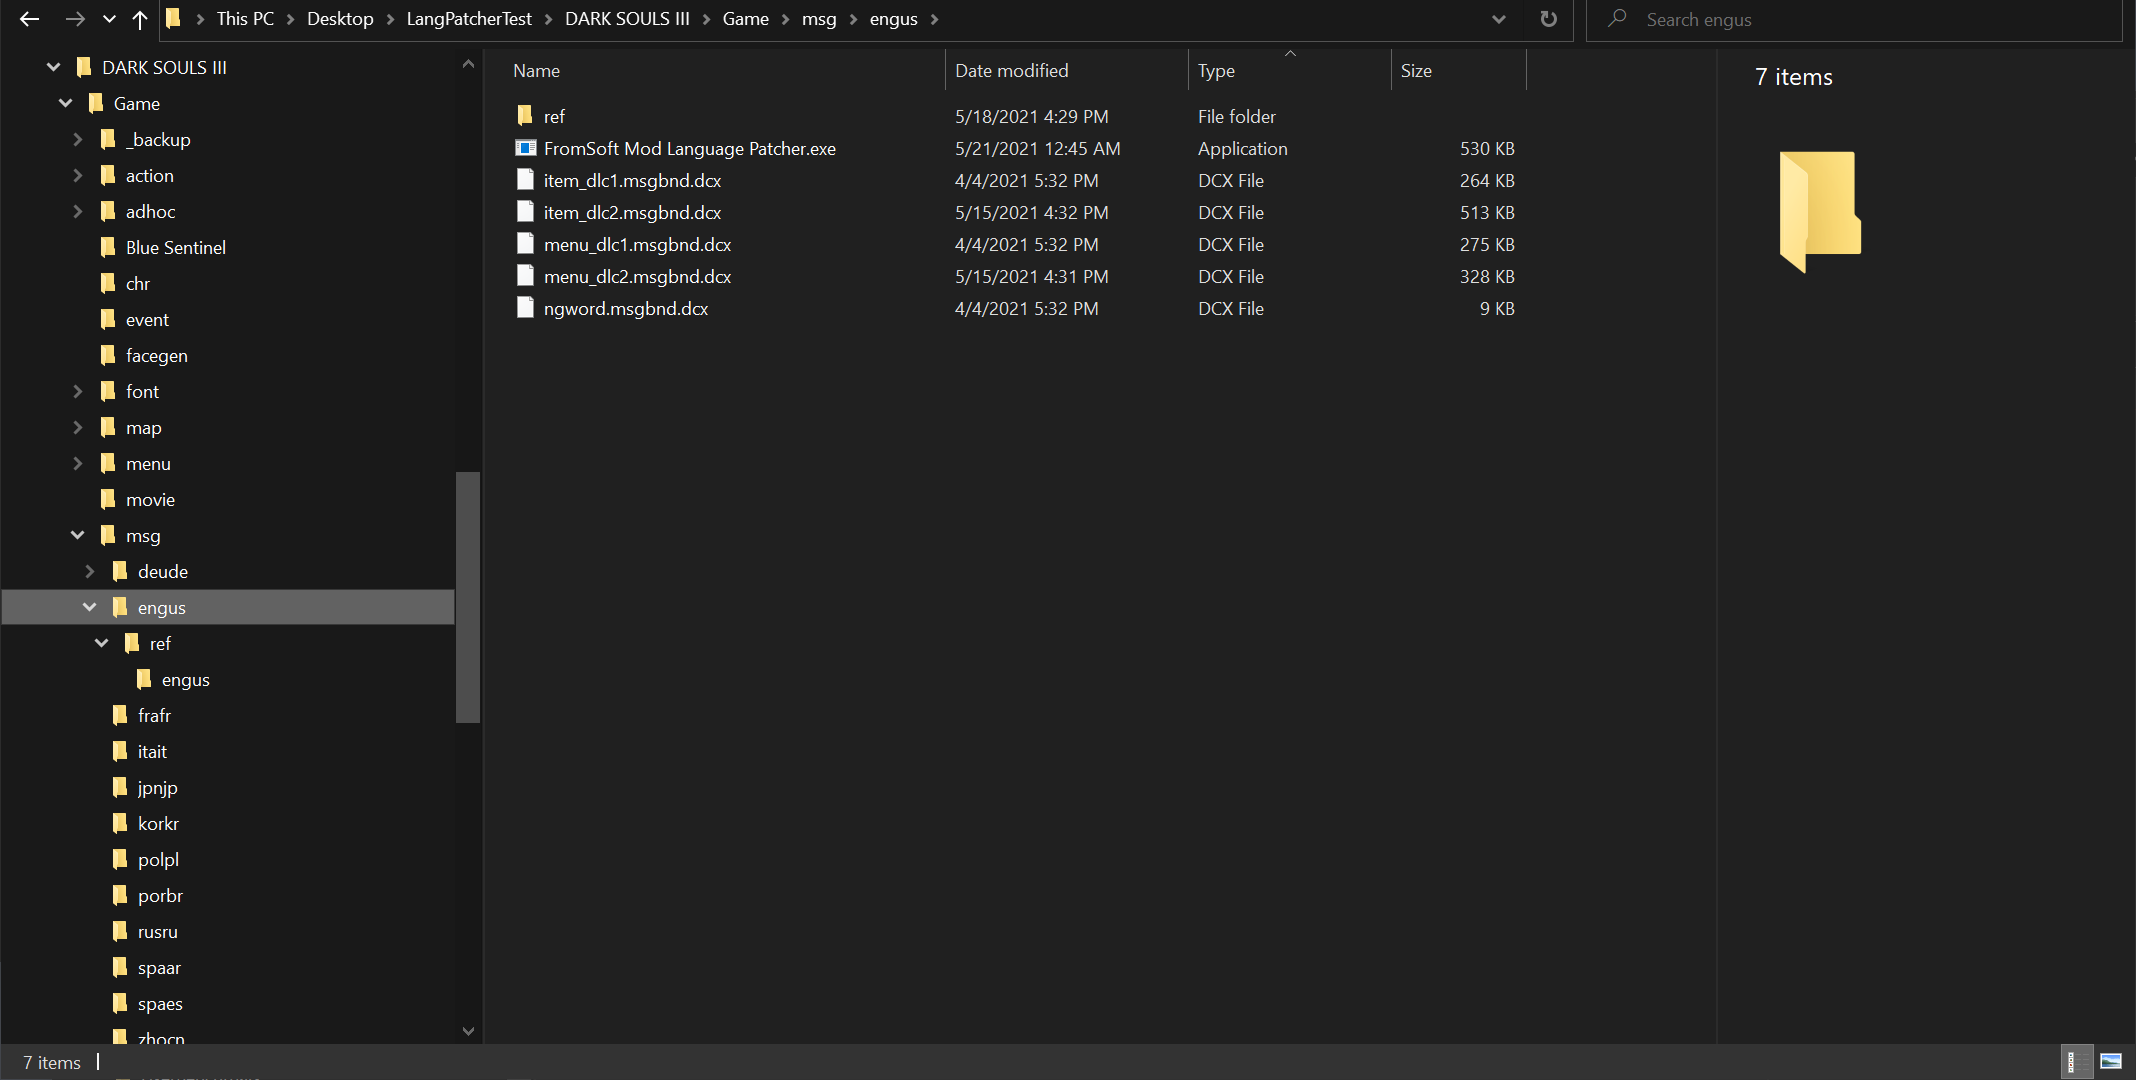 This PC > Desktop > LangPatcherTest > DARK SOULS III > Game > msg > engus >
Search engus
DARK SOULS III
Game
_backup
action
adhoc
Blue Sentinel
chr
event
facegen
font
map
menu
movie
msg
deude
engus
ref
engus
frafr
itait
jpnjp
korkr
polpl
porbr
rusru
spaar
spaes
zhocn
Name Date modified Type Size
ref 5/18/2021 4:29 PM File folder
FromSoft Mod Language Patcher.exe 5/21/2021 12:45 AM Application 530 KB
item_dlc1.msgbnd.dcx 4/4/2021 5:32 PM DCX File 264 KB
item_dlc2.msgbnd.dcx 5/15/2021 4:32 PM DCX File 513 KB
menu_dlc1.msgbnd.dcx 4/4/2021 5:32 PM DCX File 275 KB
menu_dlc2.msgbnd.dcx 5/15/2021 4:31 PM DCX File 328 KB
ngword.msgbnd.dcx 4/4/2021 5:32 PM DCX File 9 KB
7 items
7 items